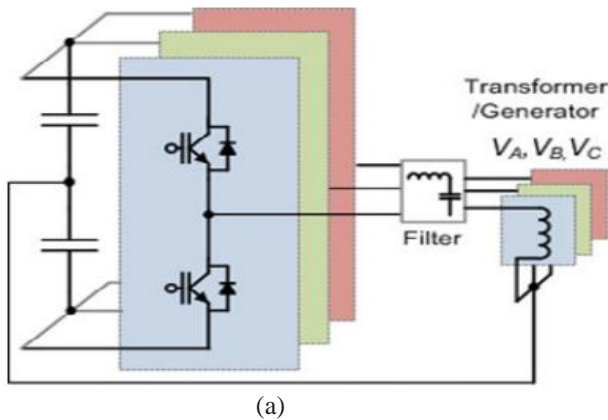 Transformer
/Generator
VA, VB, VC
Filter
(a)